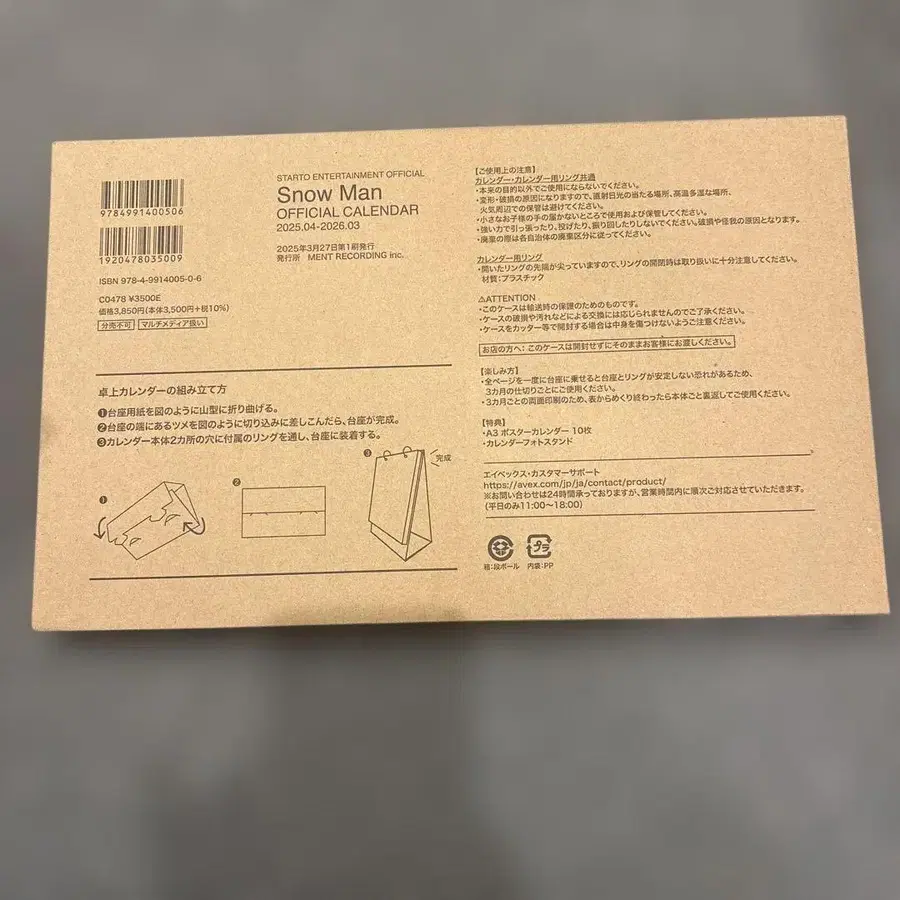 9784991400506
1920478035009
ISBN 978-4-9914005-0-6
C0478 ¥3500E
価格3,850円(本体3,500円+税10%)
分売不可 マルチメディア扱い
STARTO ENTERTAINMENT OFFICIAL
Snow Man
OFFICIAL CALENDAR
2025.04-2026.03
2025年3月27日第1刷発行
発行所 MENT RECORDING inc.
卓上カレンダーの組み立て方
❶台座用紙を図のように山型に折り曲げる。
❷台座の端にあるツメを図のように切り込みに差しこんだら、台座が完成。
❸カレンダー本体2カ所の穴に付属のリングを通し、台座に装着する。
❶
❷
❸
完成
【ご使用上の注意】
カレンダー・カレンダー用リング共通
・本来の目的以外でご使用にならないでください。
・変形・破損の原因になりますので、直射日光の当たる場所、高温多湿な場所、
火気周辺での保管は避けてください。
・小さなお子様の手の届かないところで使用および保管してください。
・強い力で引っ張ったり、投げたり、振り回したりしないでください。破損や怪我の原因となります。
・廃棄の際は各自治体の廃棄区分に従ってください。
カレンダー用リング
・開いたリングの先端が尖っていますので、リングの開閉時は取り扱いに十分注意してください。
材質:プラスチック
⚠ATTENTION
・このケースは輸送時の保護のためのものです。
・ケースの破損や汚れなどによる交換には応じられませんのでご了承ください。
・ケースをカッター等で開封する場合は中身を傷つけないようご注意ください。
お店の方へ:このケースは開封せずにそのままお客様にお渡しください。
【楽しみ方】
・全ページを一度に台座に乗せると台座とリングが安定しない恐れがあるため、
3カ月の仕切りごとにご使用ください。
・3カ月ごとの両面印刷のため、表からめくり終わったら本体ごと裏返してご使用ください。
【特典】
・A3 ポスターカレンダー 10枚
・カレンダーフォトスタンド
エイベックス・カスタマーサポート
https://avex.com/jp/ja/contact/product/
※お問い合わせは24時間承っておりますが、営業時間内に順次ご対応させていただきます。
(平日のみ11:00〜18:00)
プラ
箱:段ボール 内袋:PP